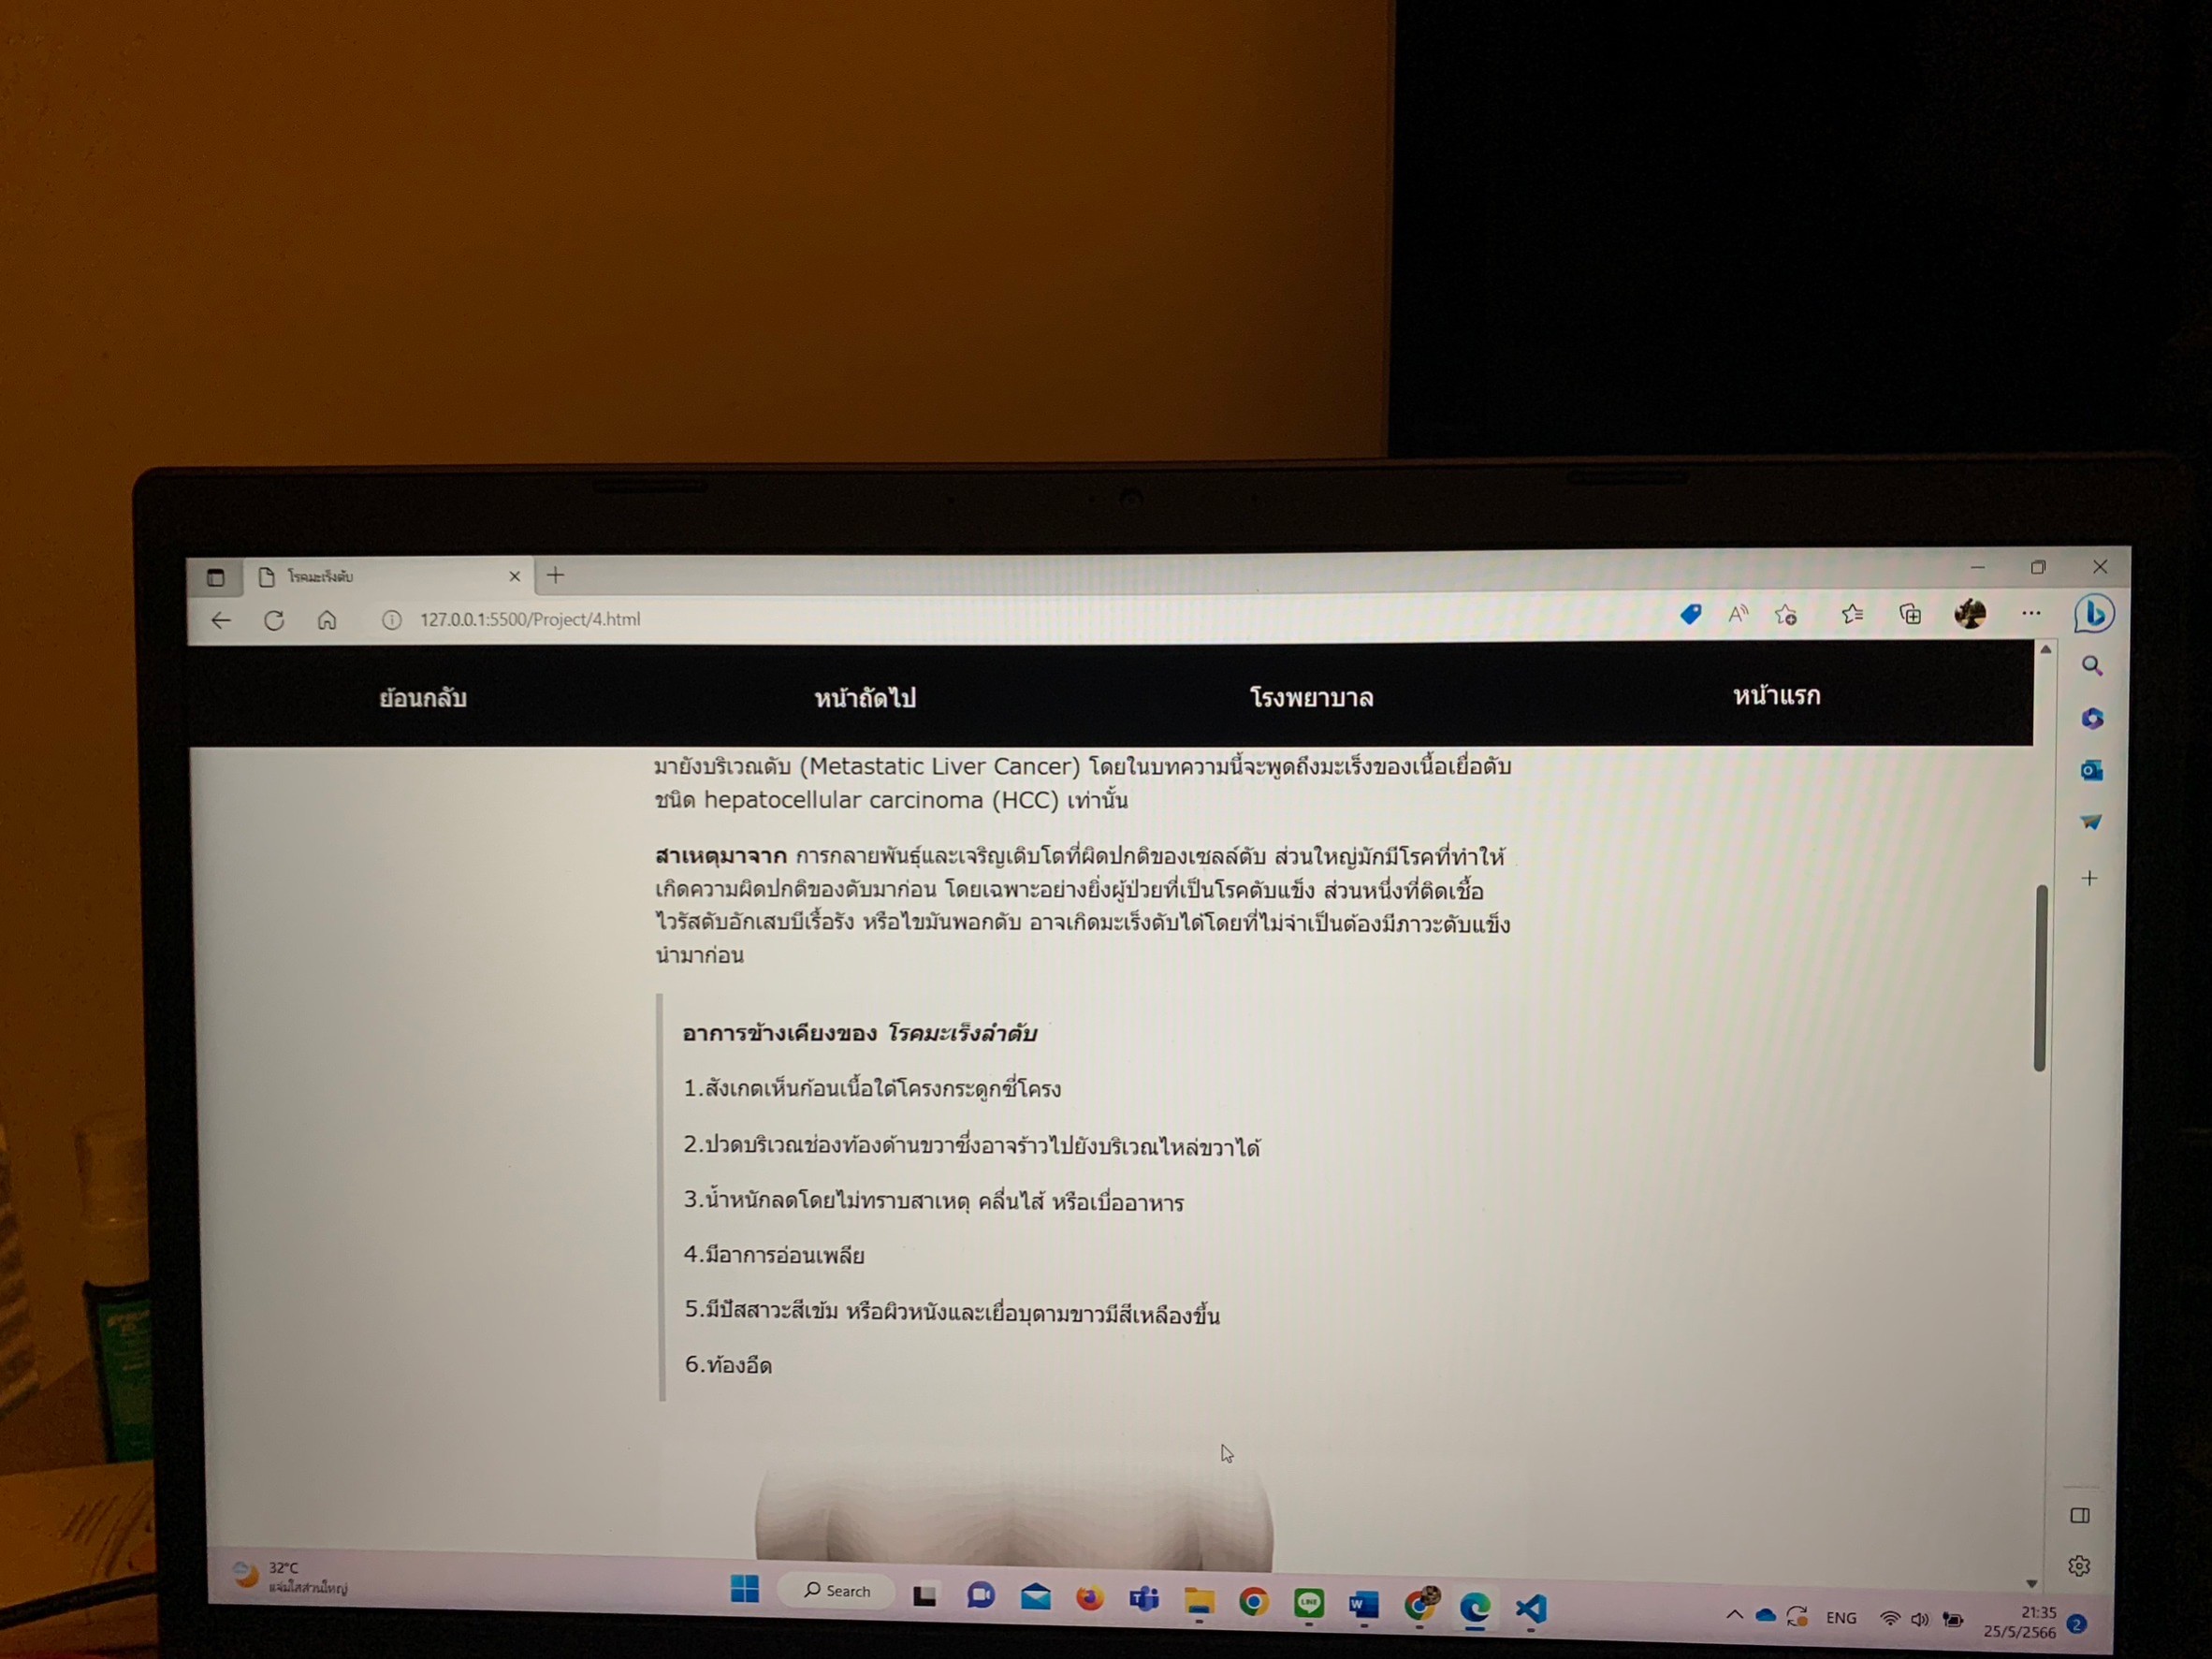 โรคมะเร็งตับ
127.0.0.1:5500/Project/4.html
ย้อนกลับ
หน้าถัดไป
โรงพยาบาล
หน้าแรก
มายังบริเวณตับ (Metastatic Liver Cancer) โดยในบทความนี้จะพูดถึงมะเร็งของเนื้อเยื่อตับ
ชนิด hepatocellular carcinoma (HCC) เท่านั้น
สาเหตุมาจาก การกลายพันธุ์และเจริญเติบโตที่ผิดปกติของเซลล์ตับ ส่วนใหญ่มักมีโรคที่ทำให้
เกิดความผิดปกติของตับมาก่อน โดยเฉพาะอย่างยิ่งผู้ป่วยที่เป็นโรคตับแข็ง ส่วนหนึ่งที่ติดเชื้อ
ไวรัสตับอักเสบบีเรื้อรัง หรือไขมันพอกตับ อาจเกิดมะเร็งตับได้โดยที่ไม่จำเป็นต้องมีภาวะตับแข็ง
นำมาก่อน
อาการข้างเคียงของ โรคมะเร็งลำตับ
1.สังเกตเห็นก้อนเนื้อใต้โครงกระดูกซี่โครง
2.ปวดบริเวณช่องท้องด้านขวาซึ่งอาจร้าวไปยังบริเวณไหล่ขวาได้
3.น้ำหนักลดโดยไม่ทราบสาเหตุ คลื่นไส้ หรือเบื่ออาหาร
4.มีอาการอ่อนเพลีย
5.มีปัสสาวะสีเข้ม หรือผิวหนังและเยื่อบุตามขาวมีสีเหลืองขึ้น
6.ท้องอืด
32°C
แจ่มใสส่วนใหญ่
Search
LINE
ENG
21:35
25/5/2566
2